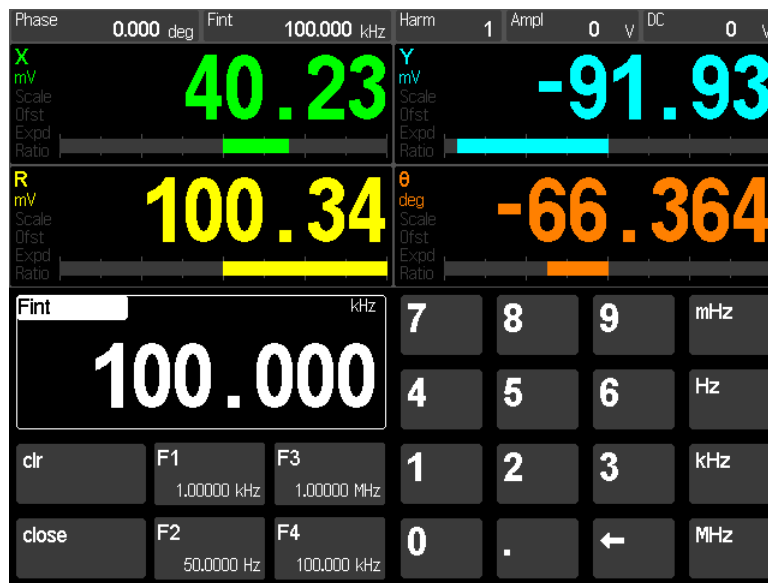 Phase 0.000 deg Fint 100.000 kHz Harm 1 Ampl 0 V DC 0 V
X
mV
Scale
Ofst
Expd
Ratio
40.23
Y
mV
Scale
Ofst
Expd
Ratio
-91.93
R
mV
Scale
Ofst
Expd
Ratio
100.34
θ
deg
Scale
Ofst
Expd
Ratio
-66.364
Fint kHz
100.000
7 8 9 mHz
4 5 6 Hz
clr F1 F3 1 2 3 kHz
1.00000 kHz 1.00000 MHz
close F2 F4 0 . ← MHz
50.0000 Hz 100.000 kHz